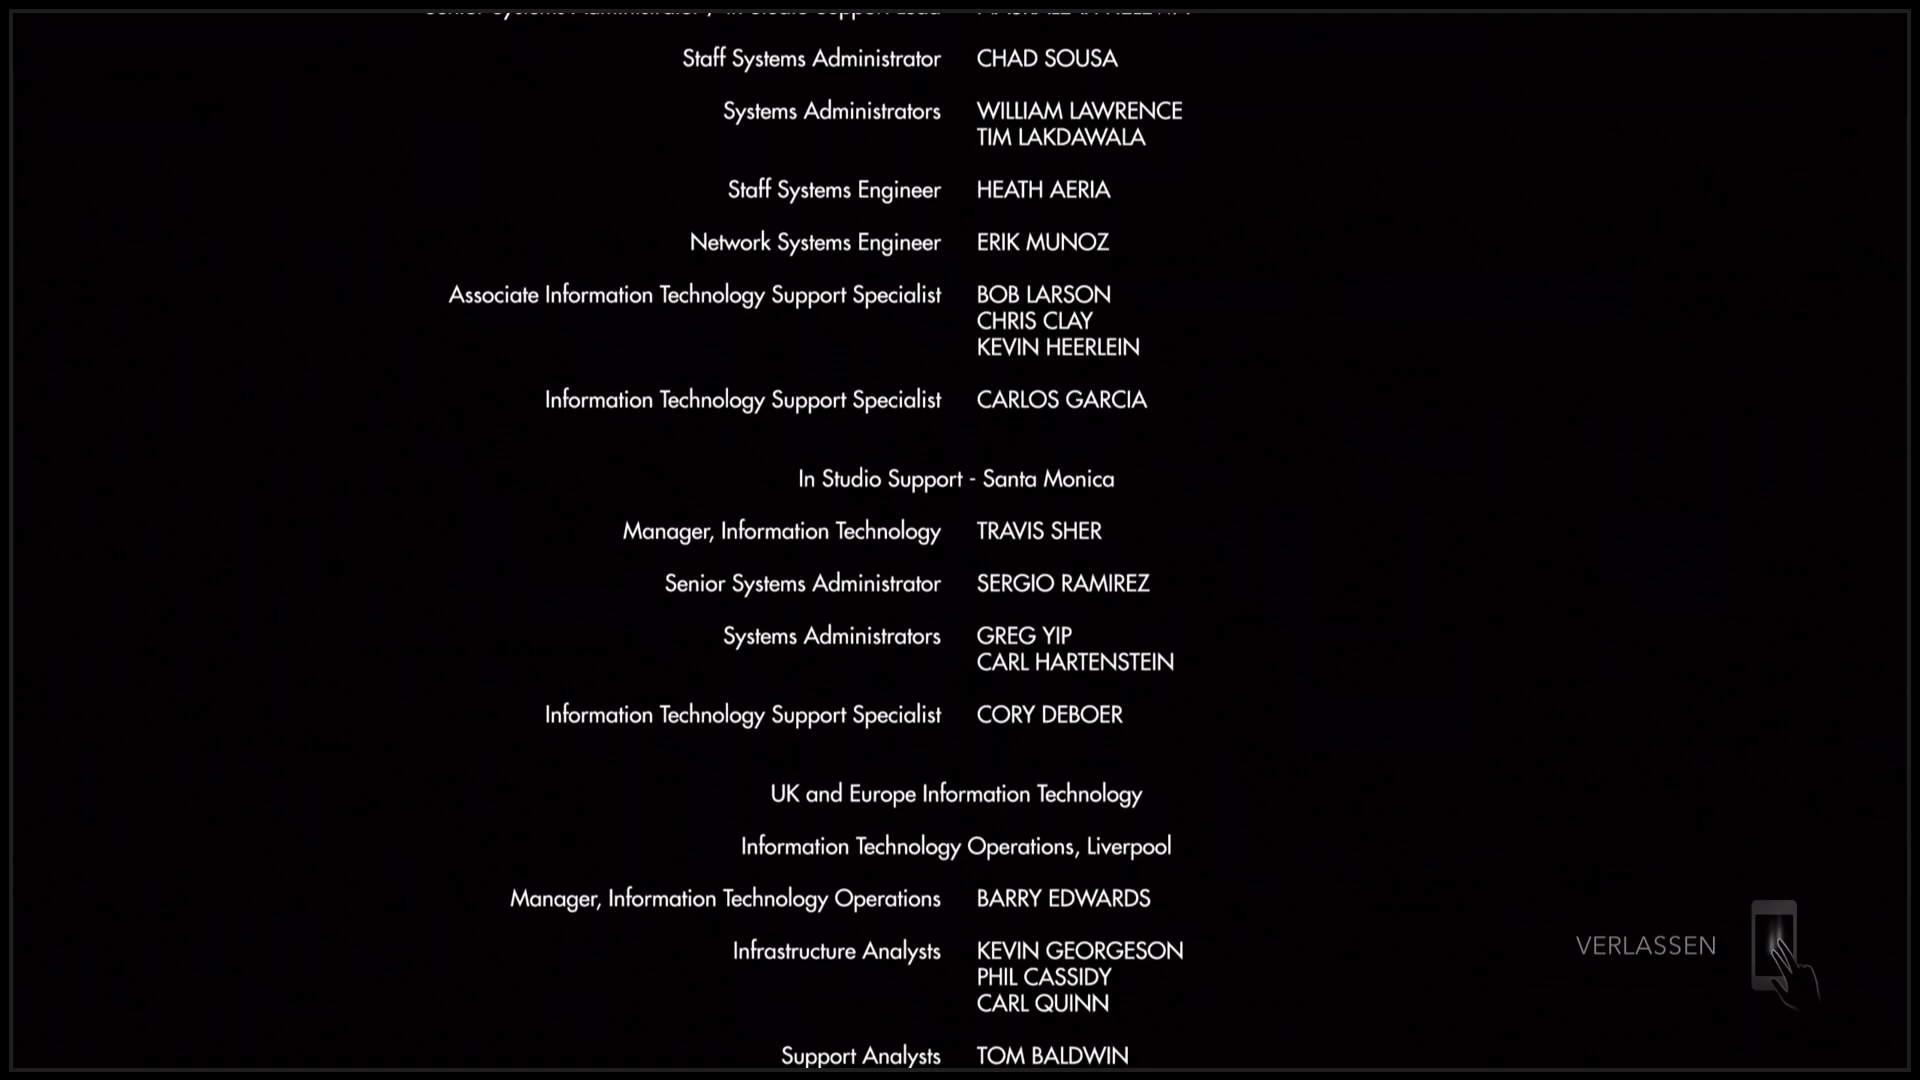 Staff Systems Administrator CHAD SOUSA
Systems Administrators WILLIAM LAWRENCE
TIM LAKDAWALA
Staff Systems Engineer HEATH AERIA
Network Systems Engineer ERIK MUNOZ
Associate Information Technology Support Specialist BOB LARSON
CHRIS CLAY
KEVIN HEERLEIN
Information Technology Support Specialist CARLOS GARCIA
In Studio Support - Santa Monica
Manager, Information Technology TRAVIS SHER
Senior Systems Administrator SERGIO RAMIREZ
Systems Administrators GREG YIP
CARL HARTENSTEIN
Information Technology Support Specialist CORY DEBOER
UK and Europe Information Technology
Information Technology Operations, Liverpool
Manager, Information Technology Operations BARRY EDWARDS
Infrastructure Analysts KEVIN GEORGESON
PHIL CASSIDY
CARL QUINN
Support Analysts TOM BALDWIN
VERLASSEN